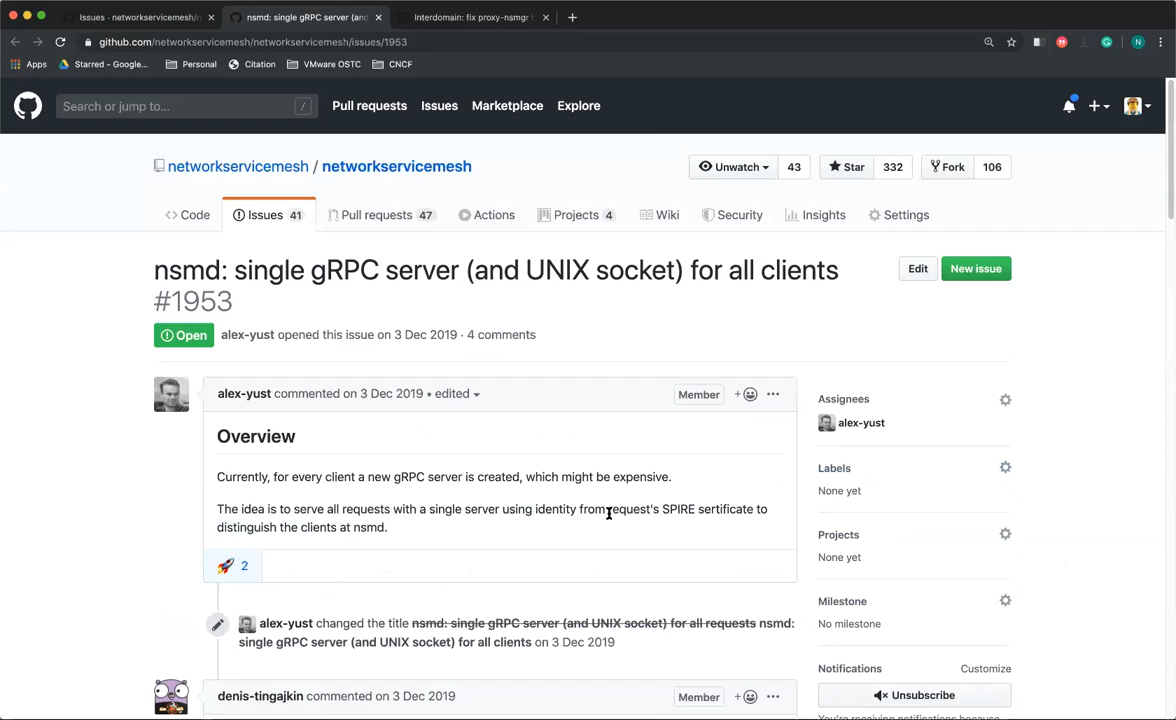 Issues · networkservicemesh/n
nsmd: single gRPC server (and
Interdomain: fix proxy-nsmgr
github.com/networkservicemesh/networkservicemesh/issues/1953
N
Apps
Starred - Google...
Personal
Citation
VMware OSTC
CNCF
Search or jump to...
/
Pull requests
Issues
Marketplace
Explore
networkservicemesh / networkservicemesh
Unwatch
43
Star
332
Fork
106
Code
Issues 41
Pull requests 47
Actions
Projects 4
Wiki
Security
Insights
Settings
nsmd: single gRPC server (and UNIX socket) for all clients
#1953
Edit
New issue
Open
alex-yust opened this issue on 3 Dec 2019 · 4 comments
alex-yust commented on 3 Dec 2019 • edited
Member
Overview
Currently, for every client a new gRPC server is created, which might be expensive.
The idea is to serve all requests with a single server using identity from request's SPIRE sertificate to
distinguish the clients at nsmd.
2
alex-yust changed the title nsmd: single gRPC server (and UNIX socket) for all requests nsmd:
single gRPC server (and UNIX socket) for all clients on 3 Dec 2019
denis-tingajkin commented on 3 Dec 2019
Member
Assignees
alex-yust
Labels
None yet
Projects
None yet
Milestone
No milestone
Notifications
Customize
Unsubscribe
You're receiving notifications because